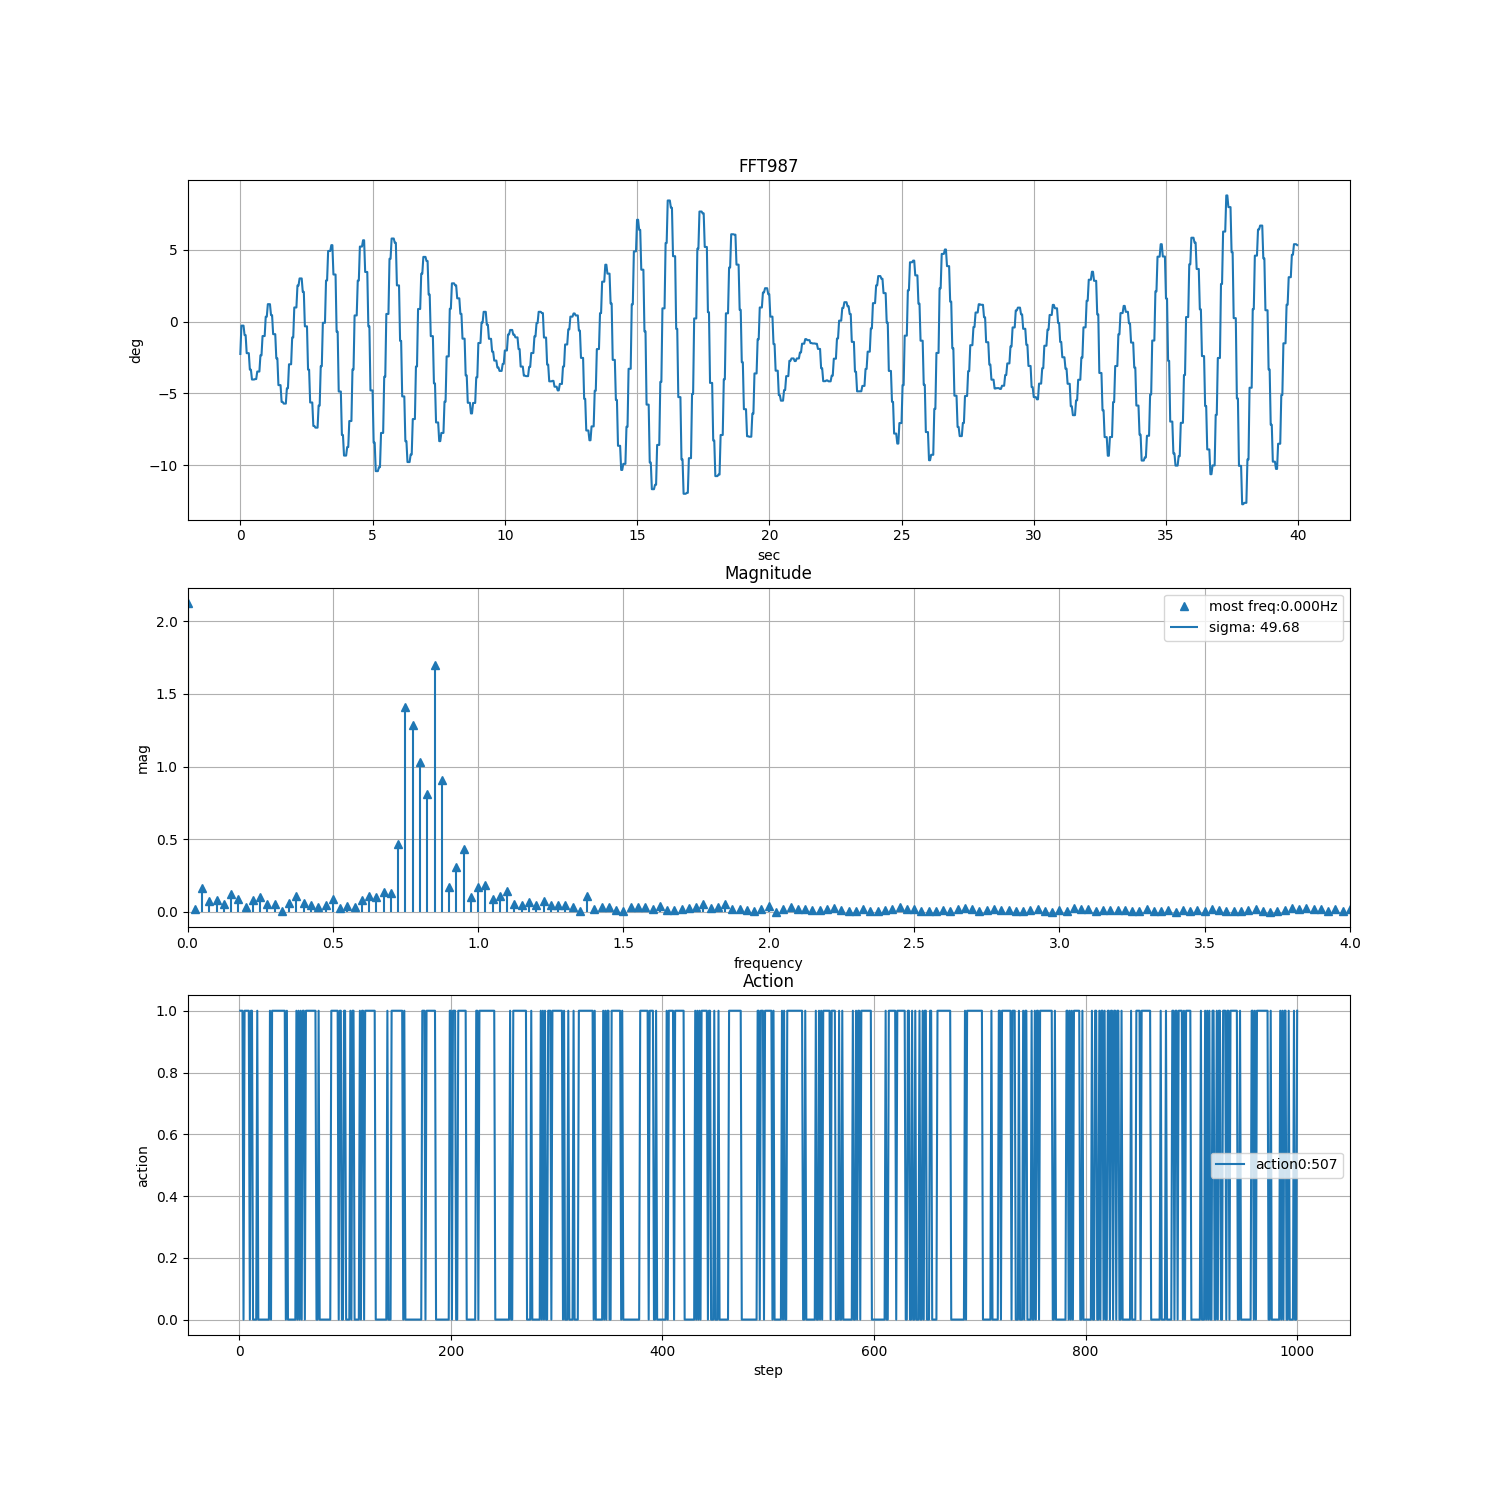 FFT987
deg
5
0
−5
−10
0 5 10 15 20 25 30 35 40
sec
Magnitude
mag
2.0
1.5
1.0
0.5
0.0
most freq:0.000Hz
sigma: 49.68
0.0 0.5 1.0 1.5 2.0 2.5 3.0 3.5 4.0
frequency
Action
action
1.0
0.8
0.6
0.4
0.2
0.0
action0:507
0 200 400 600 800 1000
step